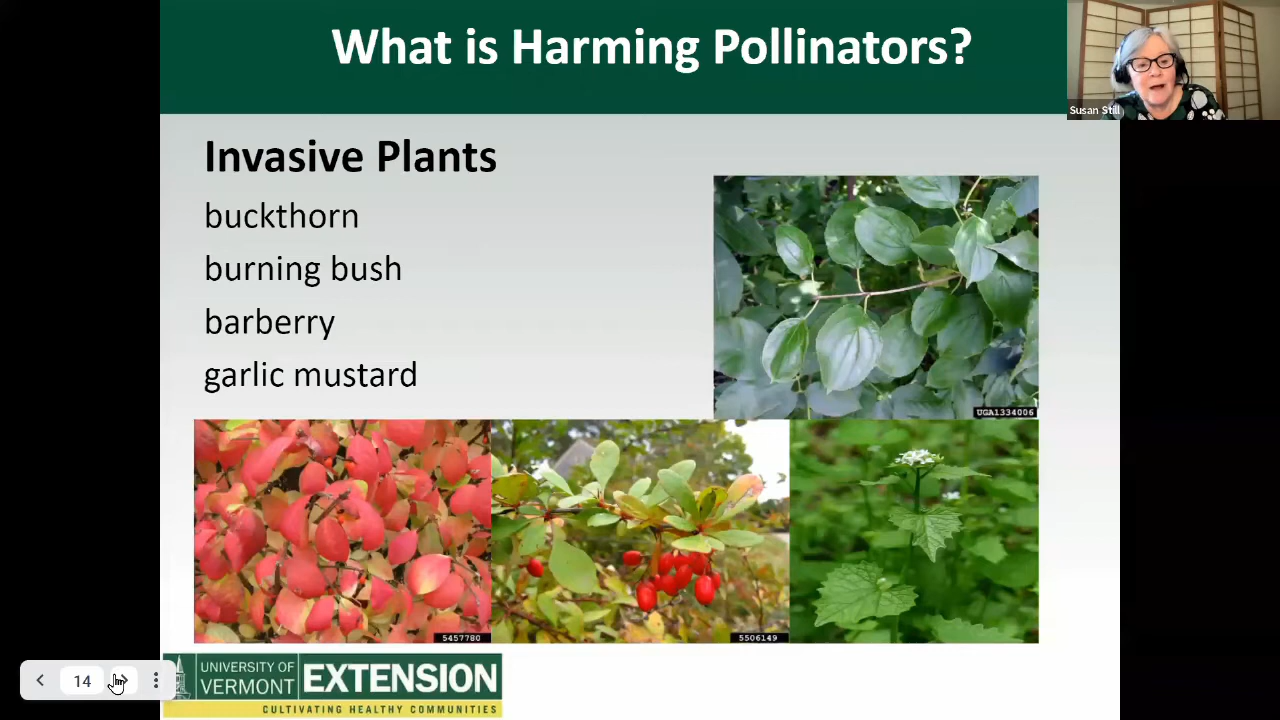 What is Harming Pollinators?
Susan Still
Invasive Plants
buckthorn
burning bush
barberry
garlic mustard
UGA1334006
5457780
5506149
14
UNIVERSITY OF
VERMONT
EXTENSION
CULTIVATING HEALTHY COMMUNITIES